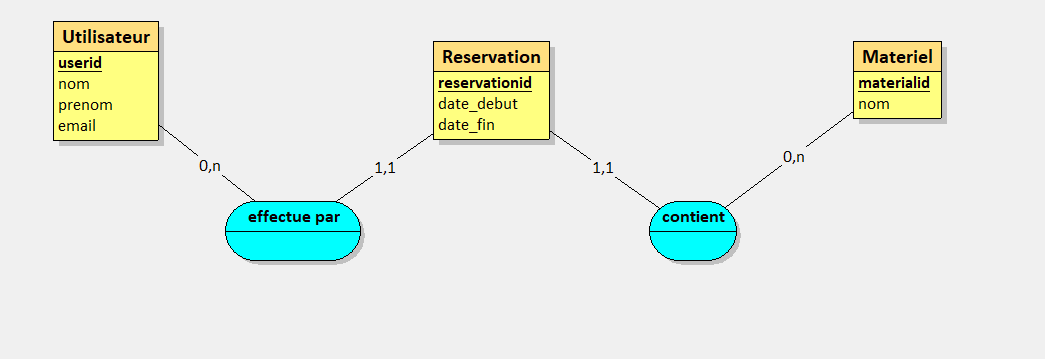 Utilisateur
userid
nom
prenom
email
Reservation
reservationid
date_debut
date_fin
Materiel
materialid
nom
0,n
1,1
1,1
0,n
effectue par
contient